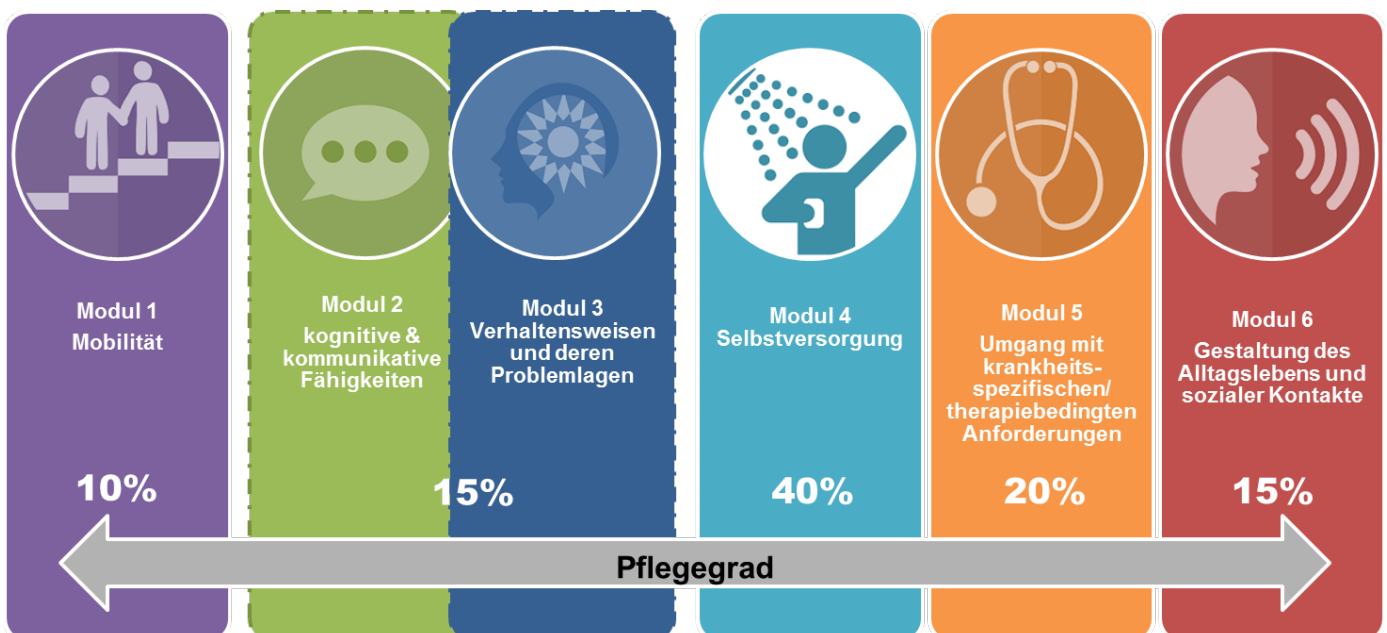 Modul 1
Mobilität
10%
Modul 2
kognitive &
kommunikative
Fähigkeiten
Modul 3
Verhaltensweisen
und deren
Problemlagen
15%
Modul 4
Selbstversorgung
40%
Modul 5
Umgang mit
krankheits-
spezifischen/
therapiebedingten
Anforderungen
20%
Modul 6
Gestaltung des
Alltagslebens und
sozialer Kontakte
15%
Pflegegrad